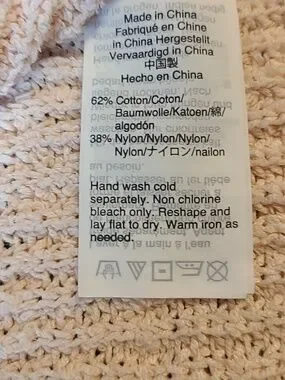 Made in China
Fabriqué en Chine
in China Hergestelit
Vervaardigd in China
中国製
Hecho en China
62% Cotton/Coton/
Baumwolle/Katoen/綿/
algodón
38% Nylon/Nylon/Nylon/
Nylon/ナイロン/nailon
Hand wash cold
separately. Non chlorine
bleach only. Reshape and
lay flat to dry. Warm iron as
needed.